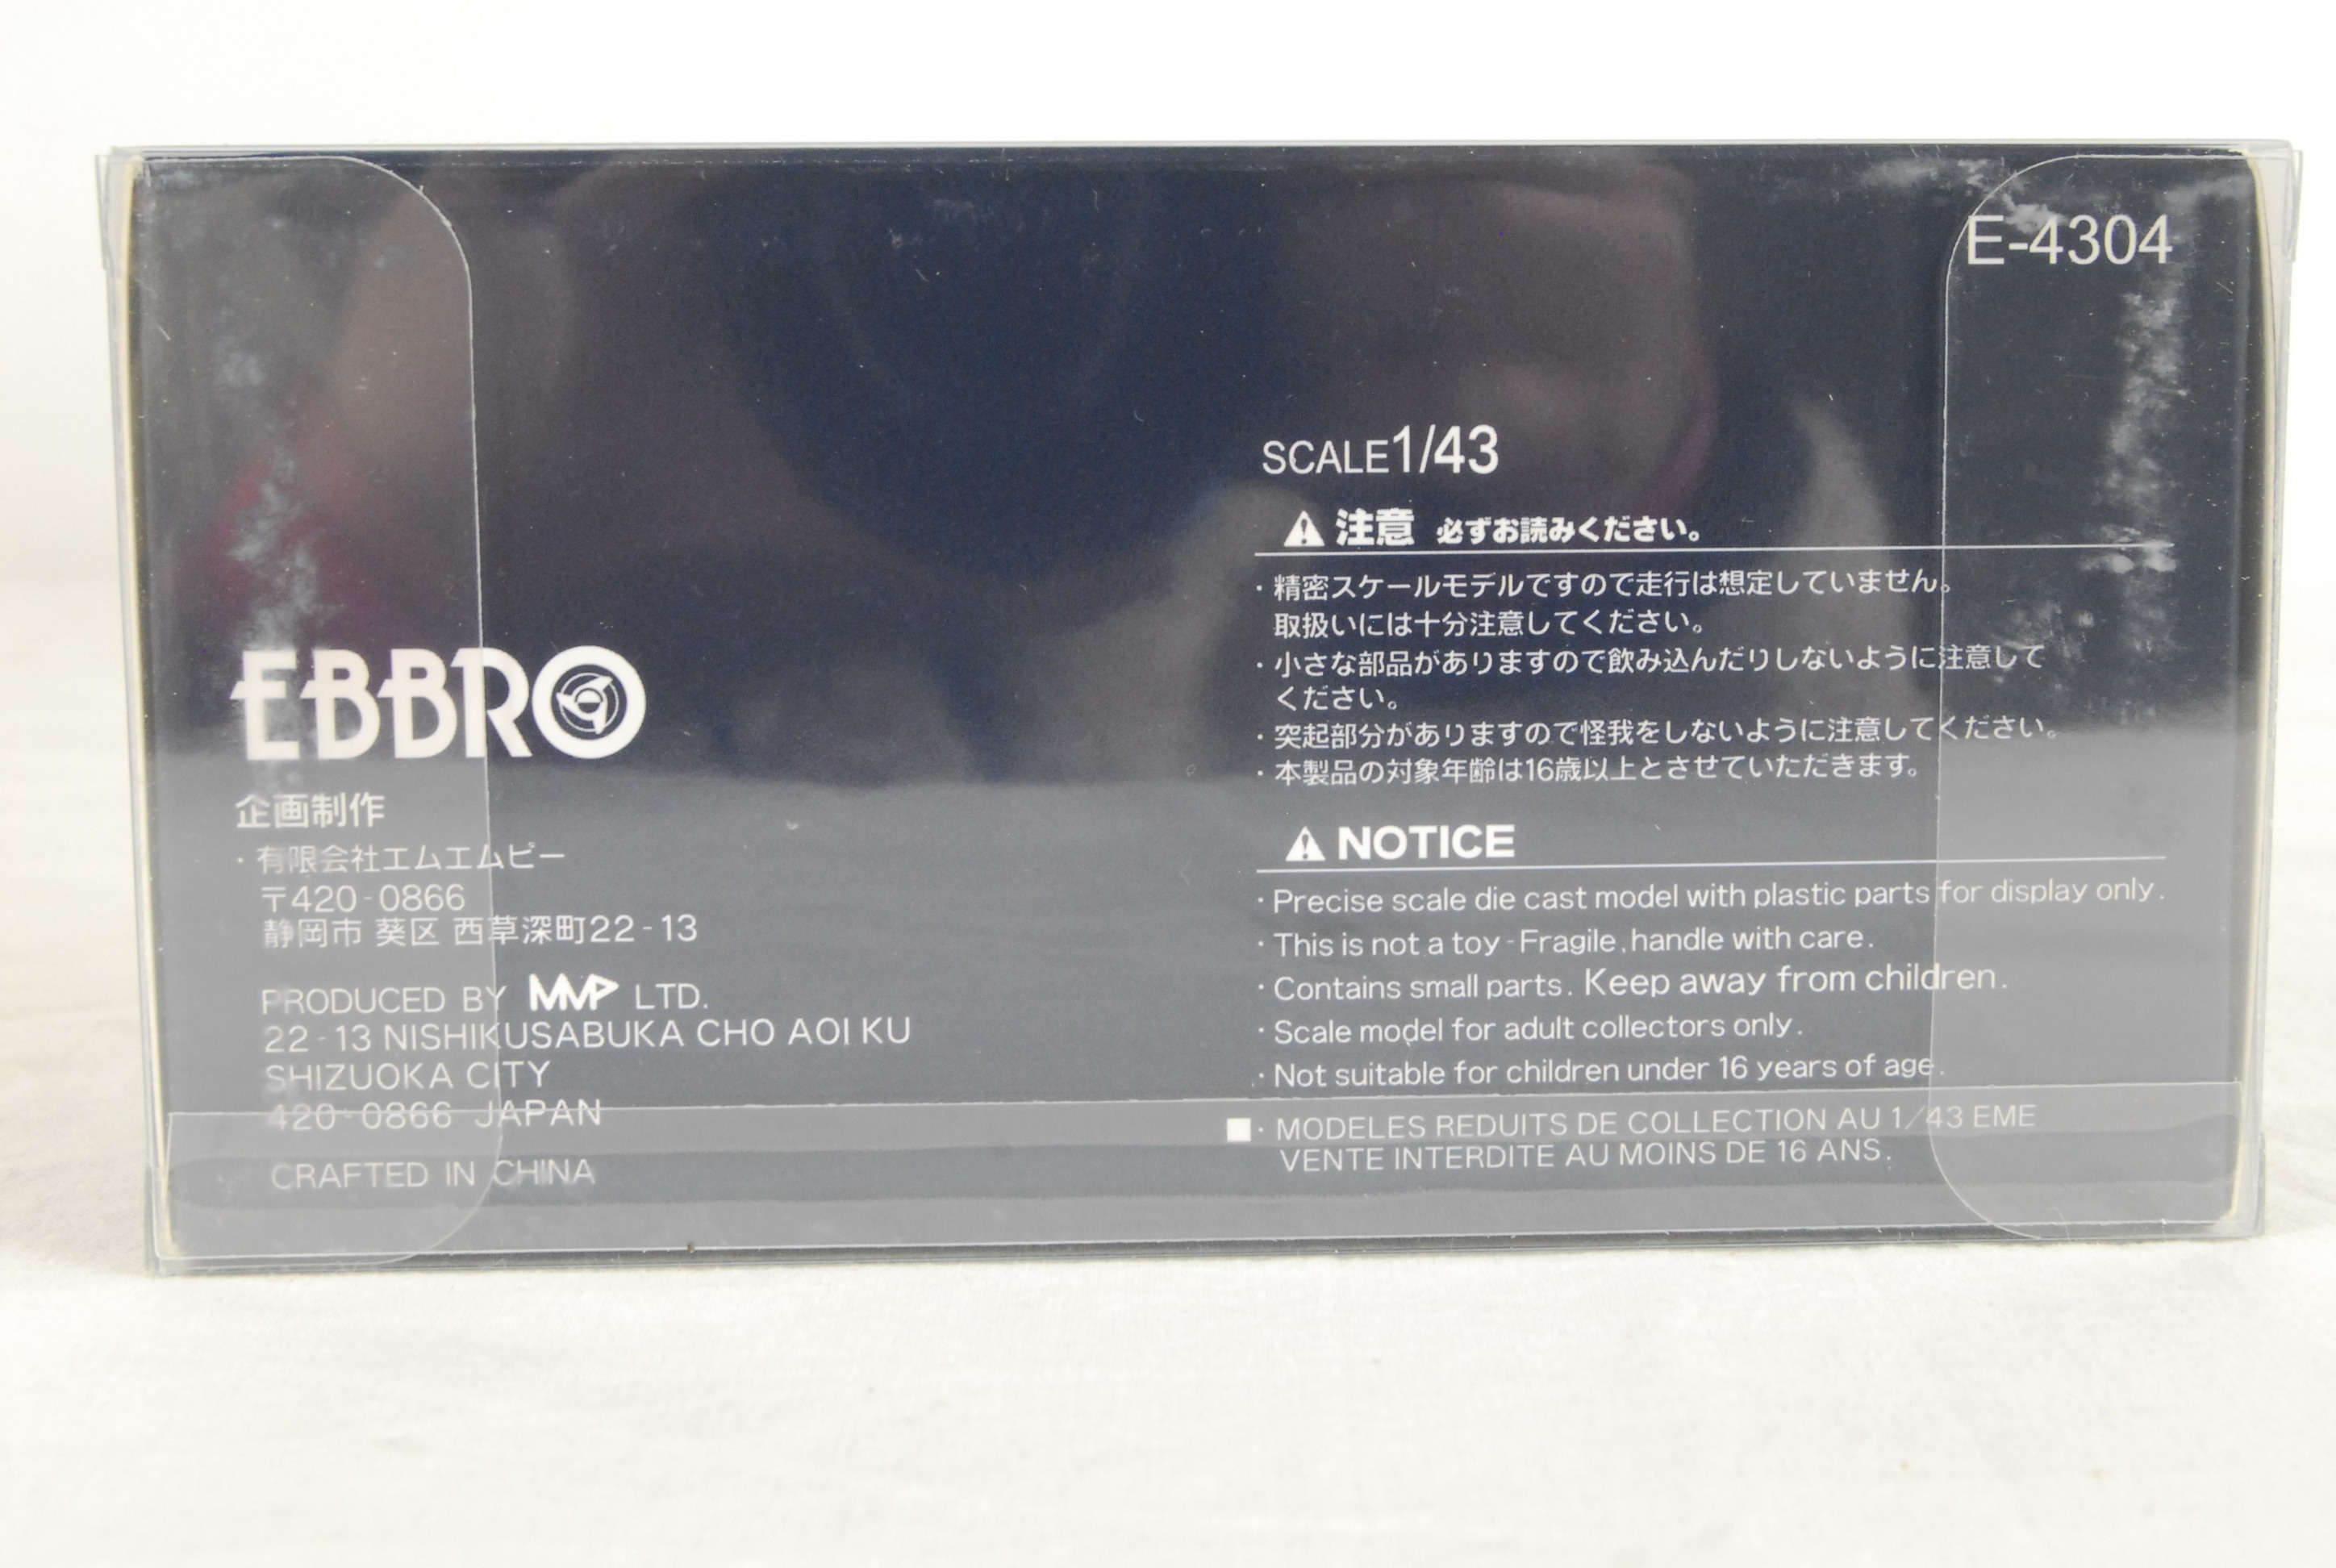 E-4304
SCALE1/43
注意 必ずお読みください。
・精密スケールモデルですので走行は想定していません。
取扱いには十分注意してください。
・小さな部品がありますので飲み込んだりしないように注意して
ください。
・突起部分がありますので怪我をしないように注意してください。
・本製品の対象年齢は16歳以上とさせていただきます。
NOTICE
・Precise scale die cast model with plastic parts for display only.
・This is not a toy-Fragile, handle with care.
・Contains small parts. Keep away from children.
・Scale model for adult collectors only.
・Not suitable for children under 16 years of age.
■・MODELES REDUITS DE COLLECTION AU 1/43 EME
VENTE INTERDITE AU MOINS DE 16 ANS.
EBBRO
企画制作
・有限会社エムエムピー
〒420-0866
静岡市 葵区 西草深町22-13
PRODUCED BY MMP LTD.
22-13 NISHIKUSABUKA CHO AOI KU
SHIZUOKA CITY
420-0866 JAPAN
CRAFTED IN CHINA